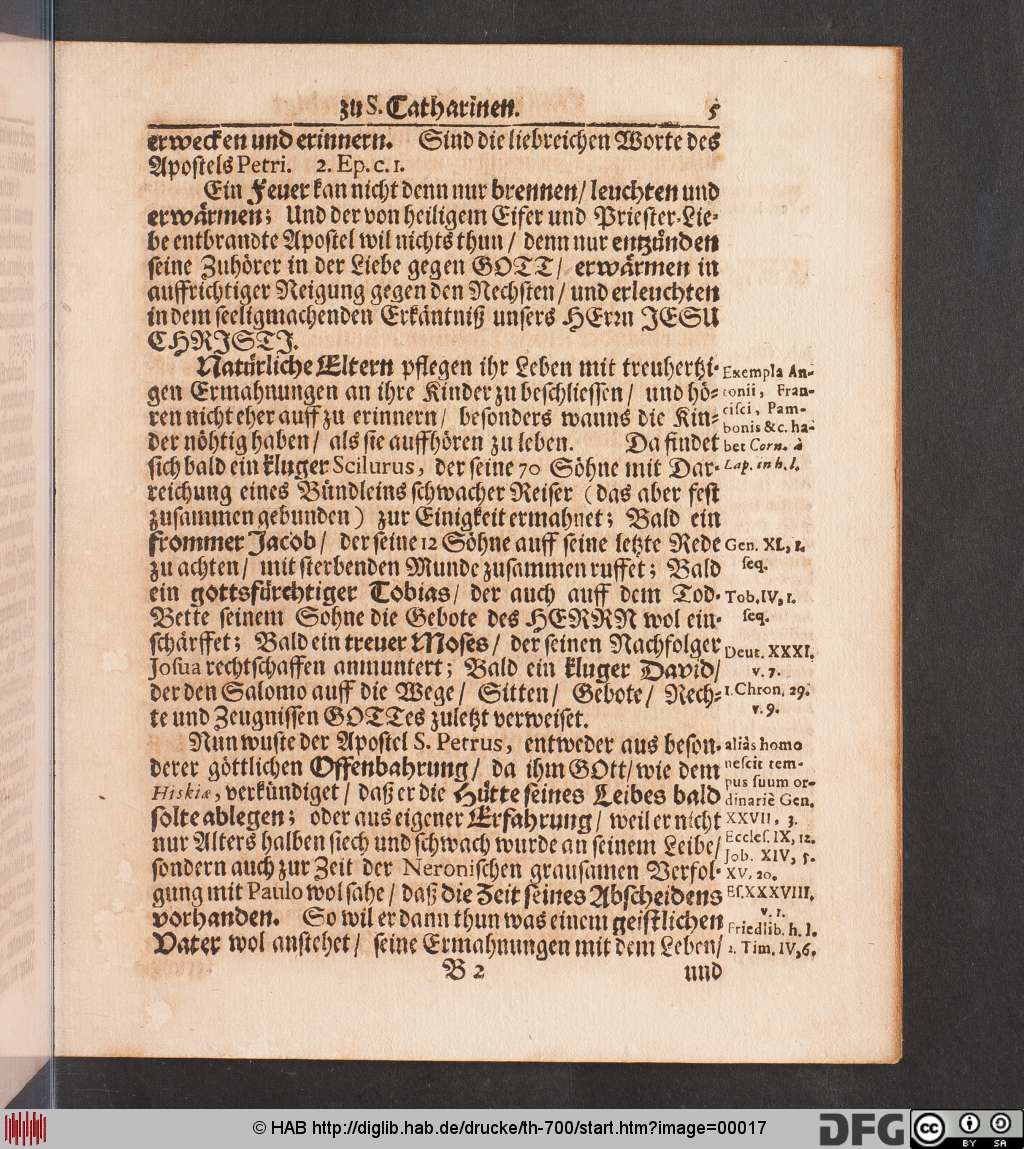 zu S. Catharinen. 5
erwecken und erinnern. Sind die liebreichen Worte des
Apostels Petri. 2. Ep. c. 1.
Ein Feuer kan nicht denn nur brennen/ leuchten und
erwärmen; Und der von heiligem Eifer und Priester-Lie-
be entbrandte Apostel wil nichts thun / denn nur entzünden
seine Zuhörer in der Liebe gegen GOTT/ erwärmen in
auffrichtiger Neigung gegen den Nechsten/ und erleuchten
in dem seeligmachenden Erkäntniß unsers HErrn JESU
CHRISTI.
Natürliche Eltern pflegen ihr Leben mit treuhertzi-
gen Ermahnungen an ihre Kinder zu beschliessen/ und hö-
ren nicht eher auff zu erinnern/ besonders wanns die Kin-
der nöhtig haben/ als sie auffhören zu leben. Da findet
sich bald ein kluger Scilurus, der seine 70 Söhne mit Dar-
reichung eines Bündleins schwacher Reiser (das aber fest
zusammen gebunden) zur Einigkeit ermahnet; Bald ein
frommer Jacob/ der seine 12 Söhne auff seine letzte Rede
zu achten/ mit sterbenden Munde zusammen ruffet; Bald
ein gottsfürchtiger Tobias/ der auch auff dem Tod-
Bette seinem Sohne die Gebote des HERRN wol ein-
schärffet; Bald ein treuer Moses/ der seinen Nachfolger
Josua rechtschaffen anmuntert; Bald ein kluger David/
der den Salomo auff die Wege/ Sitten/ Gebote/ Rech-
te und Zeugnissen GOTTes zuletzt verweiset.
Nun wuste der Apostel S. Petrus, entweder aus beson-
derer göttlichen Offenbahrung/ da ihm GOtt/ wie dem
Hiskiæ, verkündiget/ daß er die Hütte seines Leibes bald
solte ablegen; oder aus eigener Erfahrung/ weil er nicht
nur Alters halben siech und schwach wurde an seinem Leibe/
sondern auch zur Zeit der Neronischen grausamen Verfol-
gung mit Paulo wol sahe/ daß die Zeit seines Abscheidens
vorhanden. So wil er dann thun was einem geistlichen
Vater wol anstehet/ seine Ermahnungen mit dem Leben/
B 2 und
Exempla An-
tonii, Fran-
cisci, Pam-
bonis &c. ha-
bet Corn. à
Lap. in h. l.
Gen. XL, 1.
seq.
Tob. IV, 1.
seq.
Deut. XXXI.
v. 7.
1. Chron. 29.
v. 9.
aliàs homo
nescit tem-
pus suum or-
dinariè Gen.
XXVII, 3.
Eccles. IX, 12.
Job. XIV, 5.
XV, 20.
Es. XXXVIII.
v. 1.
Friedlib. h. l.
2. Tim. IV, 6.
© HAB http://diglib.hab.de/drucke/th-700/start.htm?image=00017
DFG
cc BY SA